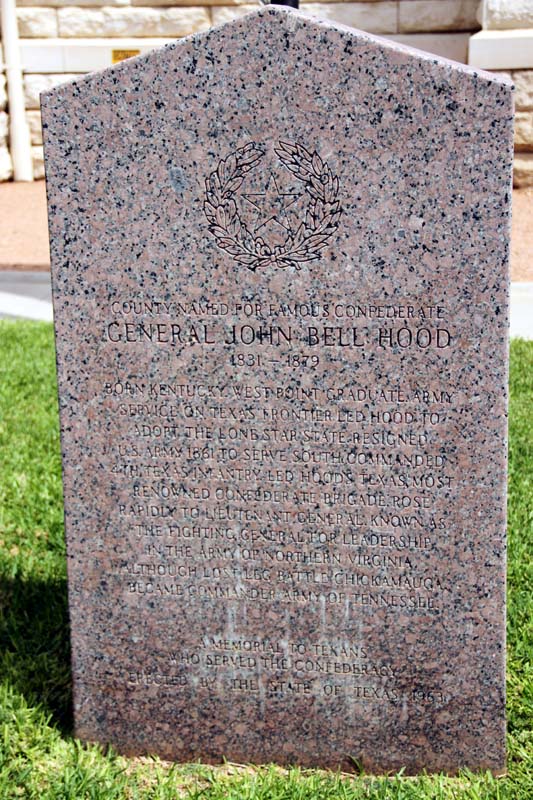 COUNTY NAMED FOR FAMOUS CONFEDERATE
GENERAL JOHN BELL HOOD
1831 — 1879
BORN KENTUCKY. WEST POINT GRADUATE. ARMY
SERVICE ON TEXAS FRONTIER LED HOOD TO
ADOPT THE LONE STAR STATE. RESIGNED
U.S. ARMY 1861 TO SERVE SOUTH. COMMANDED
4TH TEXAS INFANTRY. LED HOOD'S TEXAS, MOST
RENOWNED CONFEDERATE BRIGADE. ROSE
RAPIDLY TO LIEUTENANT GENERAL. KNOWN AS
"THE FIGHTING GENERAL" FOR LEADERSHIP
IN THE ARMY OF NORTHERN VIRGINIA.
ALTHOUGH LOST LEG BATTLE CHICKAMAUGA,
BECAME COMMANDER ARMY OF TENNESSEE.
A MEMORIAL TO TEXANS
WHO SERVED THE CONFEDERACY
ERECTED BY THE STATE OF TEXAS 1963